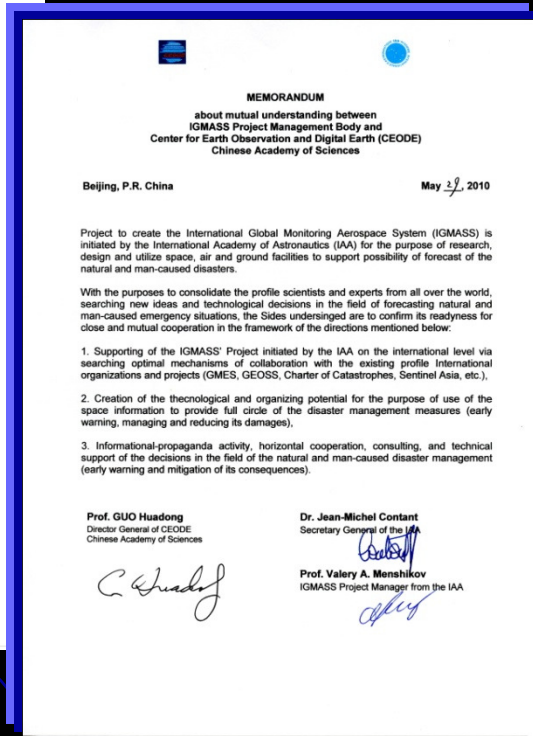 MEMORANDUM
about mutual understanding between
IGMASS Project Management Body and
Center for Earth Observation and Digital Earth (CEODE)
Chinese Academy of Sciences
Beijing, P.R. China May 29, 2010
Project to create the International Global Monitoring Aerospace System (IGMASS) is
initiated by the International Academy of Astronautics (IAA) for the purpose of research,
design and utilize space, air and ground facilities to support possibility of forecast of the
natural and man-caused disasters.
With the purposes to consolidate the profile scientists and experts from all over the world,
searching new ideas and technological decisions in the field of forecasting natural and
man-caused emergency situations, the Sides undersinged are to confirm its readyness for
close and mutual cooperation in the framework of the directions mentioned below:
1. Supporting of the IGMASS' Project initiated by the IAA on the international level via
searching optimal mechanisms of collaboration with the existing profile International
organizations and projects (GMES, GEOSS, Charter of Catastrophes, Sentinel Asia, etc.),
2. Creation of the thecnological and organizing potential for the purpose of use of the
space information to provide full circle of the disaster management measures (early
warning, managing and reducing its damages),
3. Informational-propaganda activity, horizontal cooperation, consulting, and technical
support of the decisions in the field of the natural and man-caused disaster management
(early warning and mitigation of its consequences).
Prof. GUO Huadong
Director General of CEODE
Chinese Academy of Sciences
Dr. Jean-Michel Contant
Secretary General of the IAA
Prof. Valery A. Menshikov
IGMASS Project Manager from the IAA